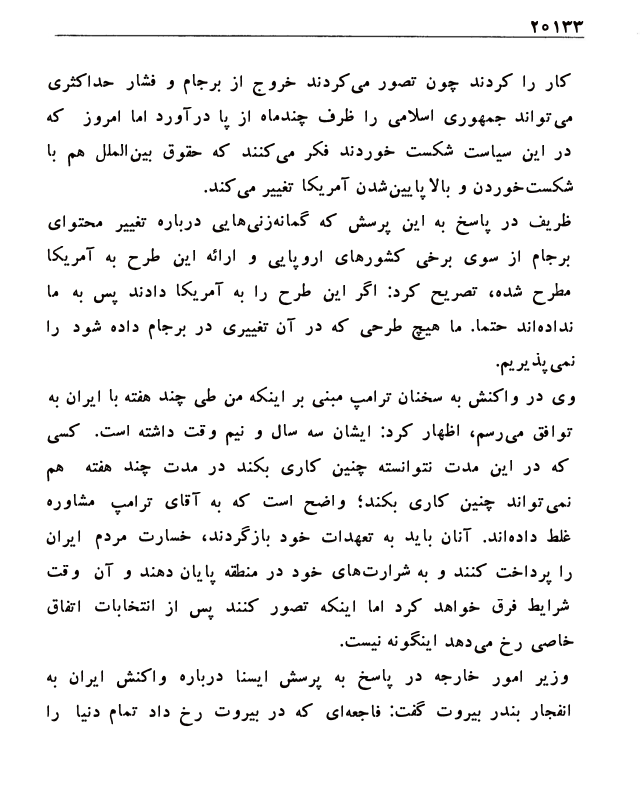 ۲۰۱۳۳
کار را کردند چون تصور می‌کردند خروج از برجام و فشار حداکثری
می‌تواند جمهوری اسلامی را ظرف چندماه از پا درآورد اما امروز که
در این سیاست شکست خوردند فکر می‌کنند که حقوق بین‌الملل هم با
شکست‌خوردن و بالا‌پایین‌شدن آمریکا تغییر می‌کند.
ظریف در پاسخ به این پرسش که گمانه‌زنی‌هایی درباره تغییر محتوای
برجام از سوی برخی کشورهای اروپایی و ارائه این طرح به آمریکا
مطرح شده، تصریح کرد: اگر این طرح را به آمریکا دادند پس به ما
نداده‌اند حتما. ما هیچ طرحی که در آن تغییری در برجام داده شود را
نمی‌پذیریم.
وی در واکنش به سخنان ترامپ مبنی بر اینکه من طی چند هفته با ایران به
توافق می‌رسم، اظهار کرد: ایشان سه سال و نیم وقت داشته است. کسی
که در این مدت نتوانسته چنین کاری بکند در مدت چند هفته هم
نمی‌تواند چنین کاری بکند؛ واضح است که به آقای ترامپ مشاوره
غلط داده‌اند. آنان باید به تعهدات خود بازگردند، خسارت مردم ایران
را پرداخت کنند و به شرارت‌های خود در منطقه پایان دهند و آن وقت
شرایط فرق خواهد کرد اما اینکه تصور کنند پس از انتخابات اتفاق
خاصی رخ می‌دهد اینگونه نیست.
وزیر امور خارجه در پاسخ به پرسش ایسنا درباره واکنش ایران به
انفجار بندر بیروت گفت: فاجعه‌ای که در بیروت رخ داد تمام دنیا را